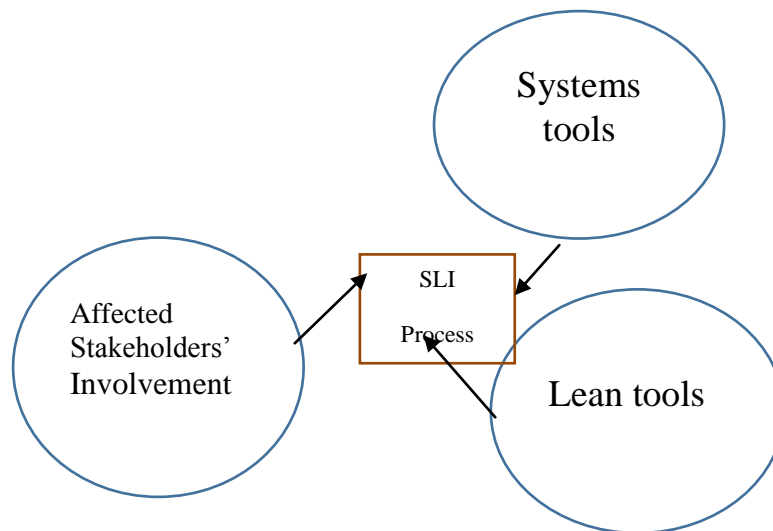 Systems
tools
SLI
Process
Affected
Stakeholders’
Involvement
Lean tools